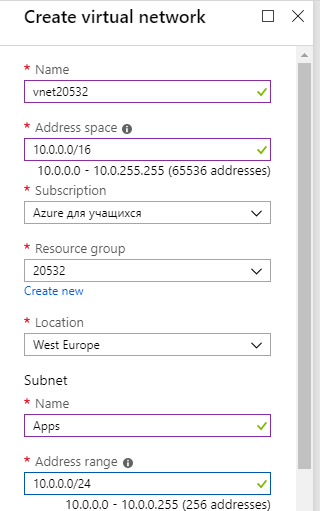 Create virtual network
* Name
vnet20532
* Address space
10.0.0.0/16
10.0.0.0 - 10.0.255.255 (65536 addresses)
* Subscription
Azure для учащихся
* Resource group
20532
Create new
* Location
West Europe
Subnet
* Name
Apps
* Address range
10.0.0.0/24
10.0.0.0 - 10.0.0.255 (256 addresses)